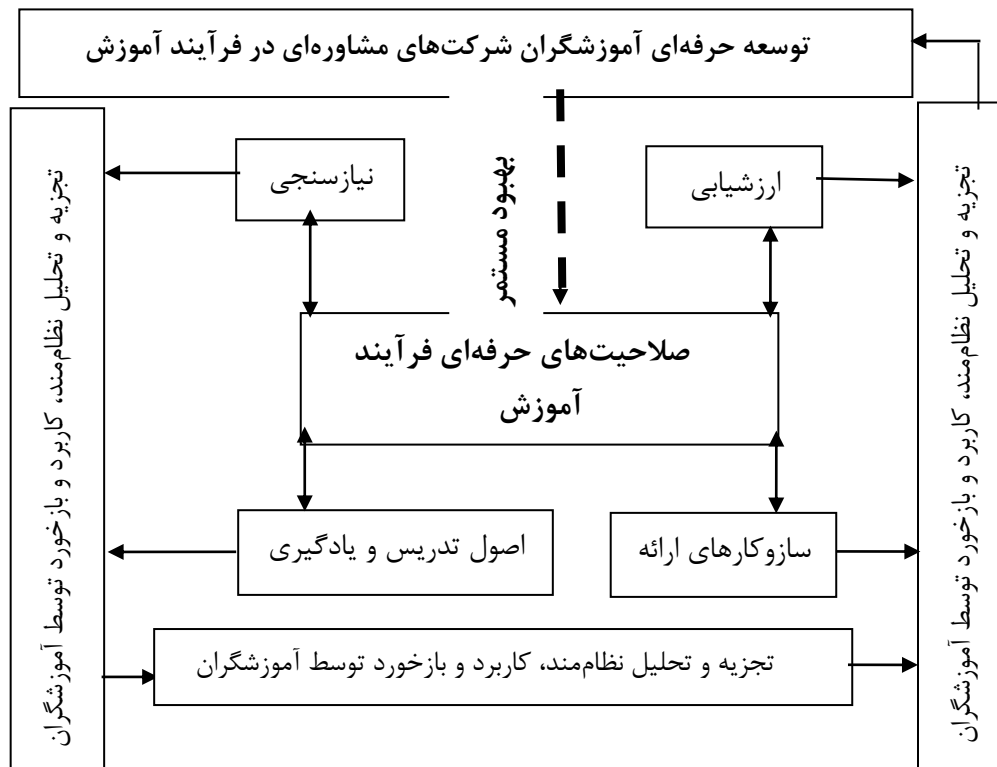 توسعه حرفه‌ای آموزشگران شرکت‌های مشاوره‌ای در فرآیند آموزش
ارزشیابی
بهبود مستمر
نیازسنجی
صلاحیت‌های حرفه‌ای فرآیند
آموزش
سازوکارهای ارائه
اصول تدریس و یادگیری
تجزیه و تحلیل نظام‌مند، کاربرد و بازخورد توسط آموزشگران
تجزیه و تحلیل نظام‌مند، کاربرد و بازخورد توسط آموزشگران
تجزیه و تحلیل نظام‌مند، کاربرد و بازخورد توسط آموزشگران